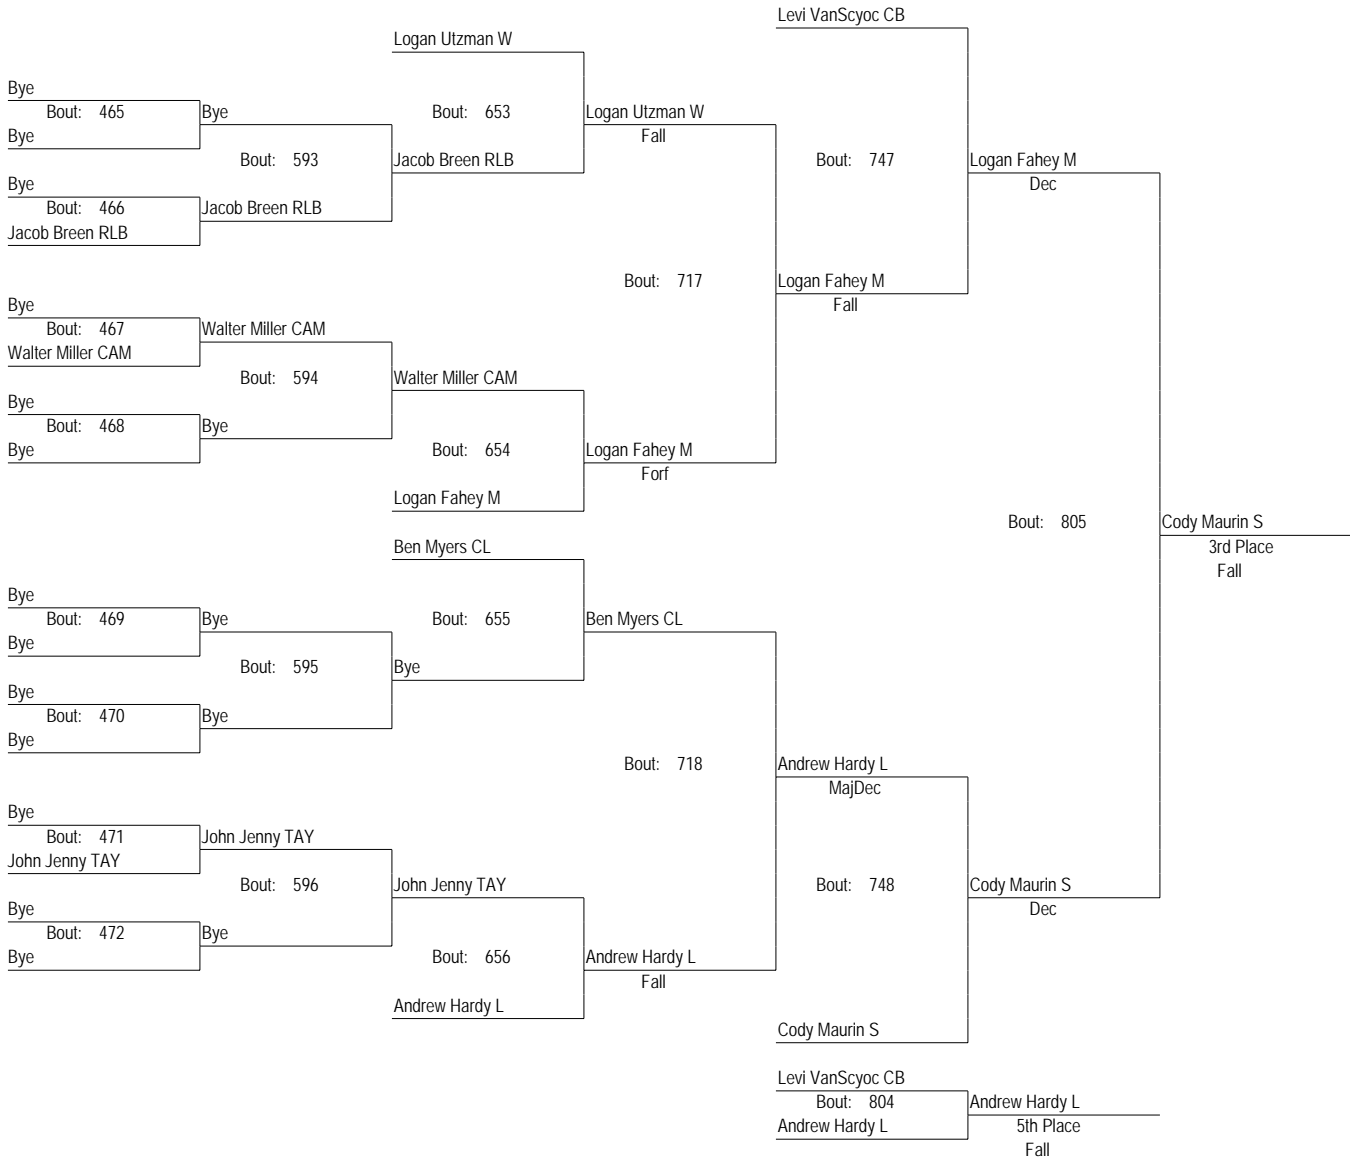 Levi VanScyoc CB
Logan Utzman W
Bye
Bout: 465
Bye
Bout: 653
Logan Utzman W
Bye
Fall
Bout: 593
Jacob Breen RLB
Bout: 747
Logan Fahey M
Bye
Dec
Bout: 466
Jacob Breen RLB
Jacob Breen RLB
Bout: 717
Logan Fahey M
Bye
Fall
Bout: 467
Walter Miller CAM
Walter Miller CAM
Bout: 594
Walter Miller CAM
Bye
Bout: 468
Bye
Bye
Bout: 654
Logan Fahey M
Forf
Logan Fahey M
Bout: 805
Cody Maurin S
3rd Place
Fall
Ben Myers CL
Bye
Bout: 469
Bye
Bout: 655
Ben Myers CL
Bye
Bout: 595
Bye
Bye
Bout: 470
Bye
Bye
Bout: 718
Andrew Hardy L
MajDec
Bye
Bout: 471
John Jenny TAY
John Jenny TAY
Bout: 596
John Jenny TAY
Bout: 748
Cody Maurin S
Dec
Bye
Bout: 472
Bye
Bye
Bout: 656
Andrew Hardy L
Fall
Andrew Hardy L
Cody Maurin S
Levi VanScyoc CB
Bout: 804
Andrew Hardy L
Andrew Hardy L
5th Place
Fall